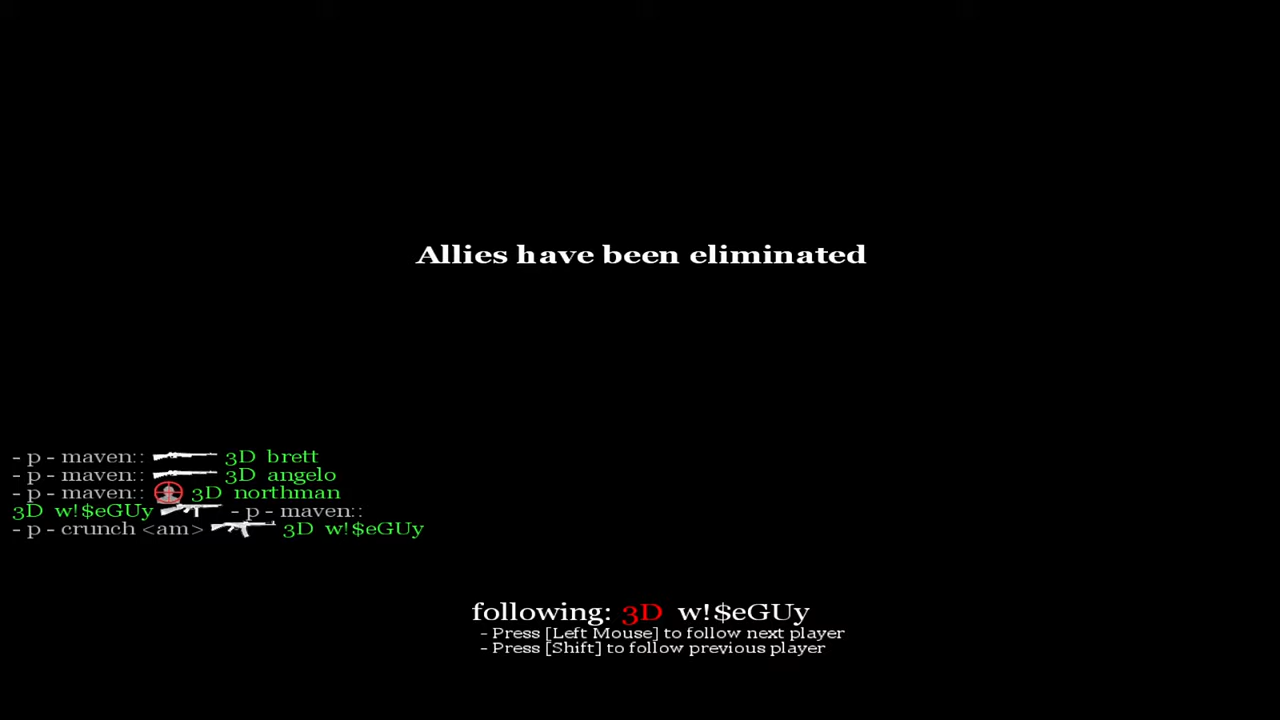 Allies have been eliminated
- p - maven:: 3D brett
- p - maven:: 3D angelo
- p - maven:: 3D northman
3D w!$eGUy - p - maven::
- p - crunch <am> 3D w!$eGUy
following: 3D w!$eGUy
- Press [Left Mouse] to follow next player
- Press [Shift] to follow previous player